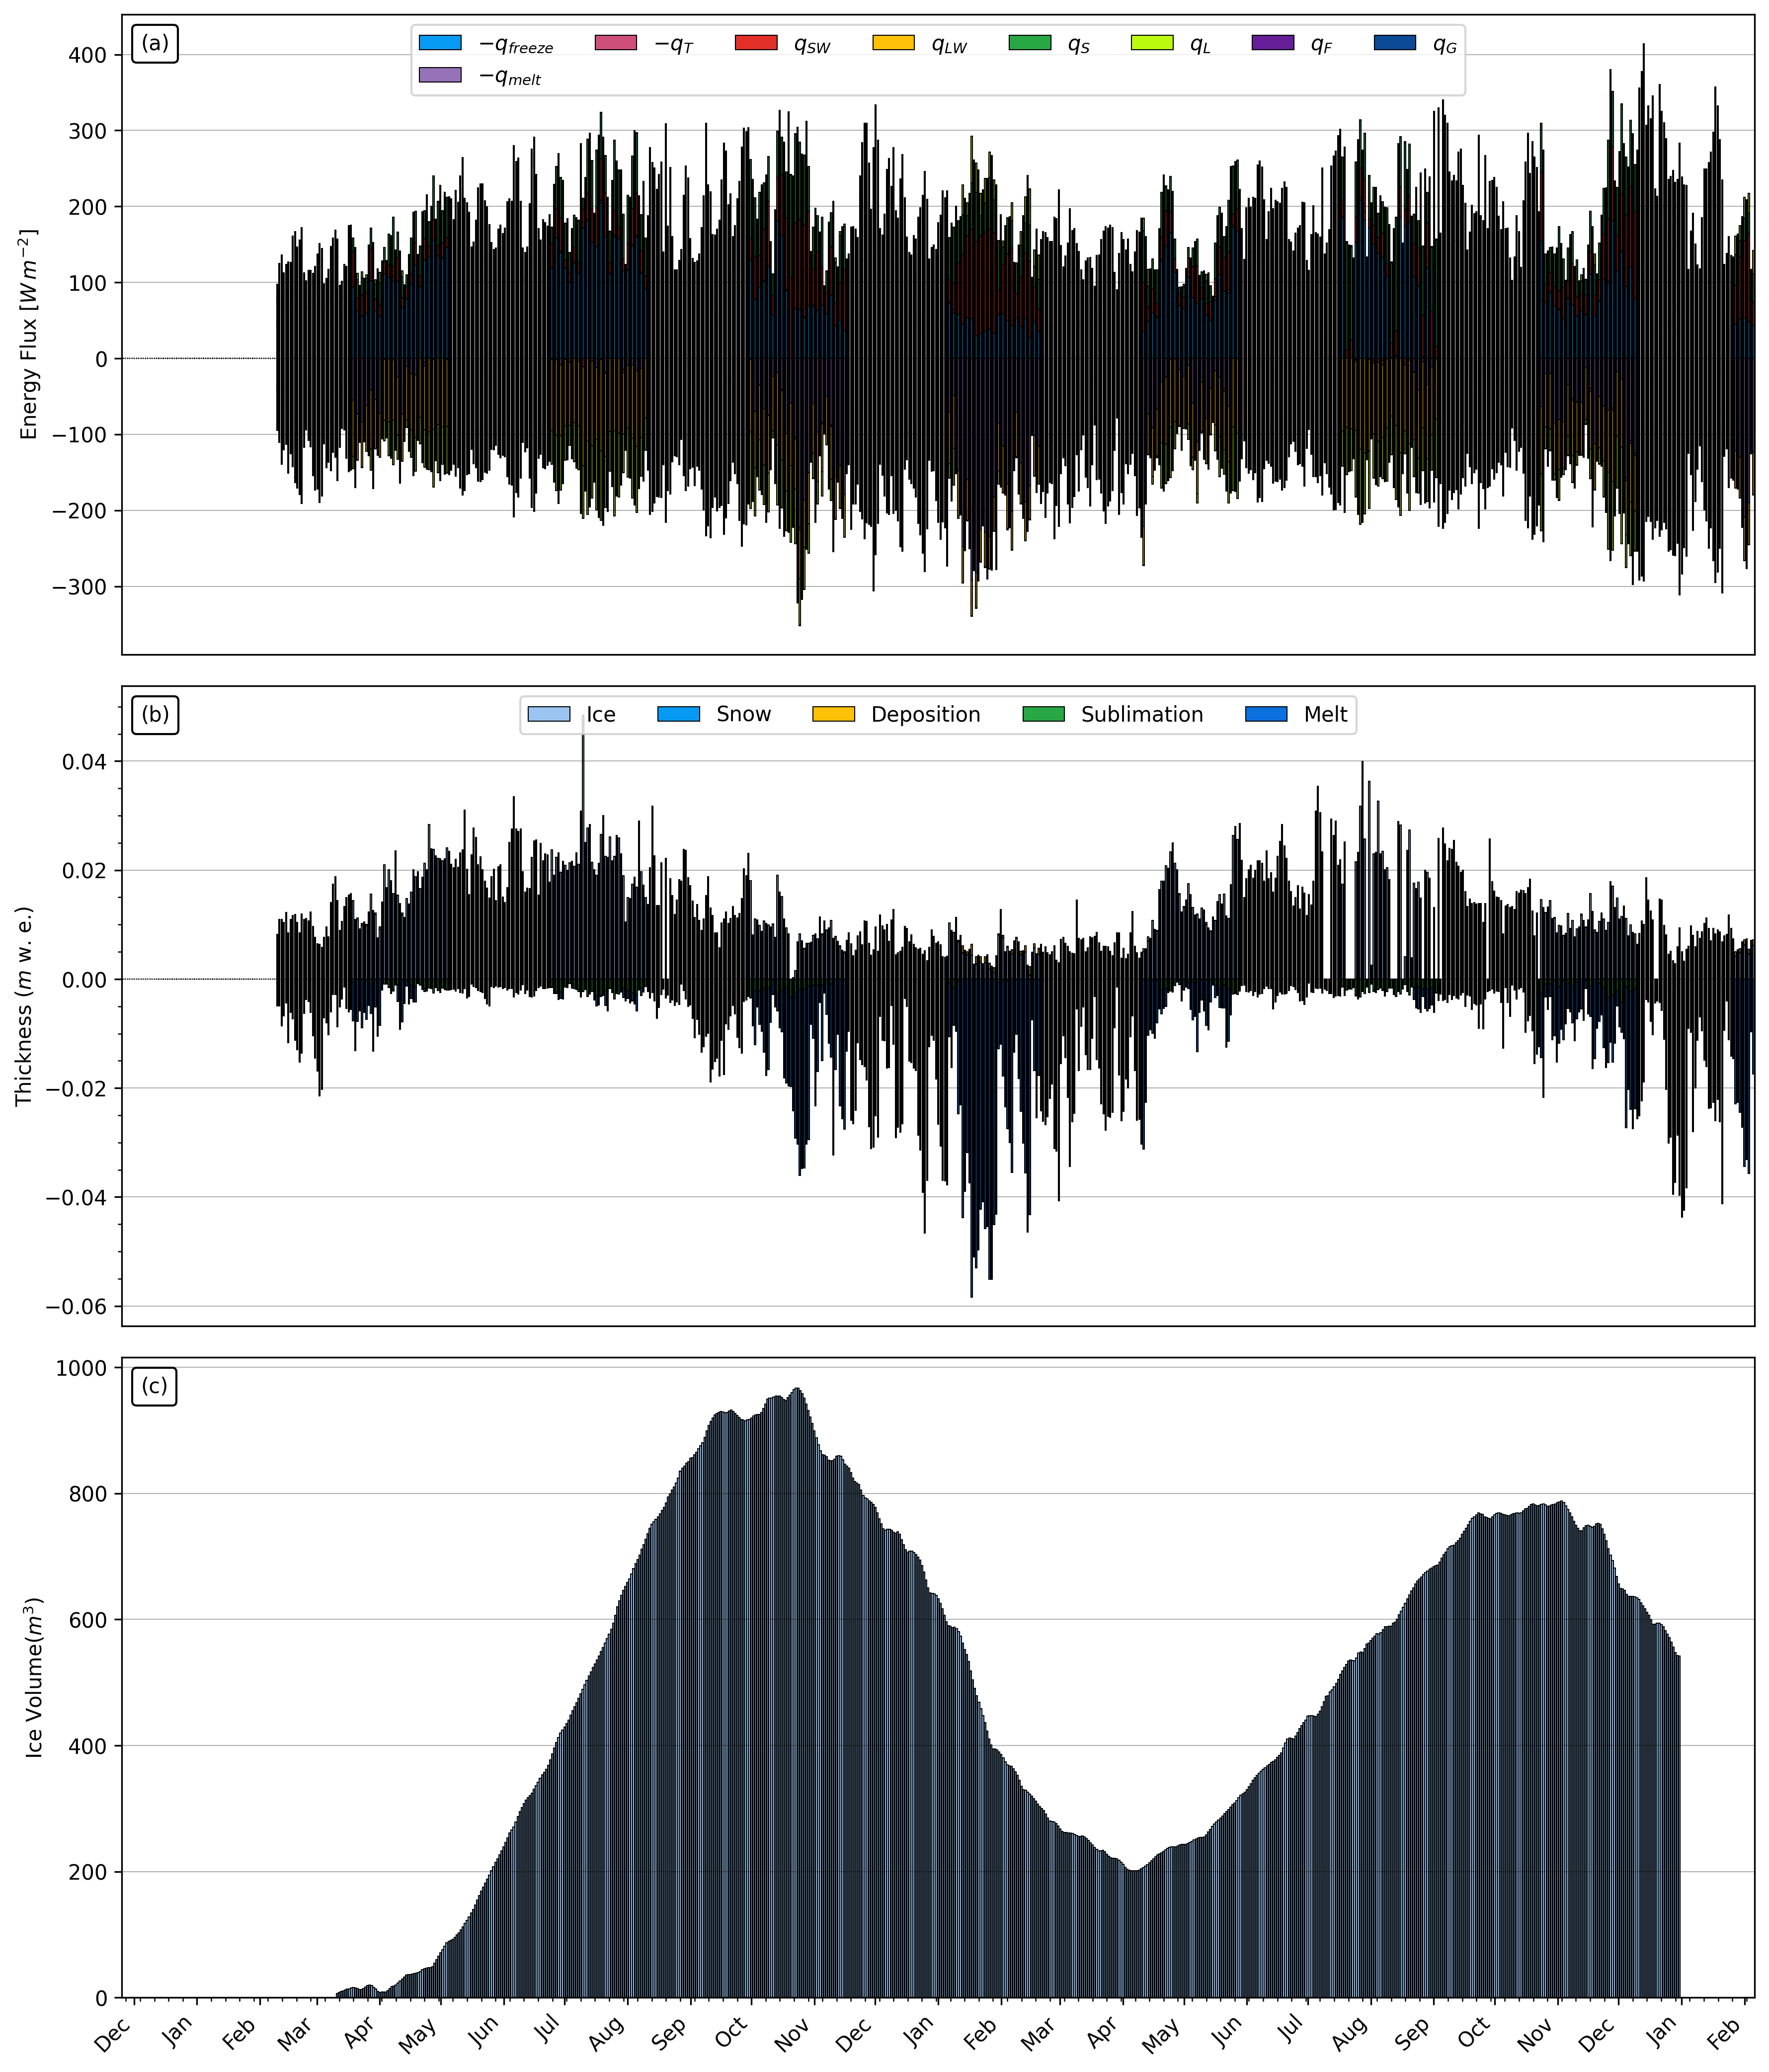 (a)
−q_freeze −q_T q_SW q_LW q_S q_L q_F q_G
−q_melt
Energy Flux [W m⁻²]
400
300
200
100
0
−100
−200
−300
(b)
Ice Snow Deposition Sublimation Melt
Thickness (m w. e.)
0.04
0.02
0.00
−0.02
−0.04
−0.06
(c)
Ice Volume(m³)
1000
800
600
400
200
0
Dec Jan Feb Mar Apr May Jun Jul Aug Sep Oct Nov Dec Jan Feb Mar Apr May Jun Jul Aug Sep Oct Nov Dec Jan Feb